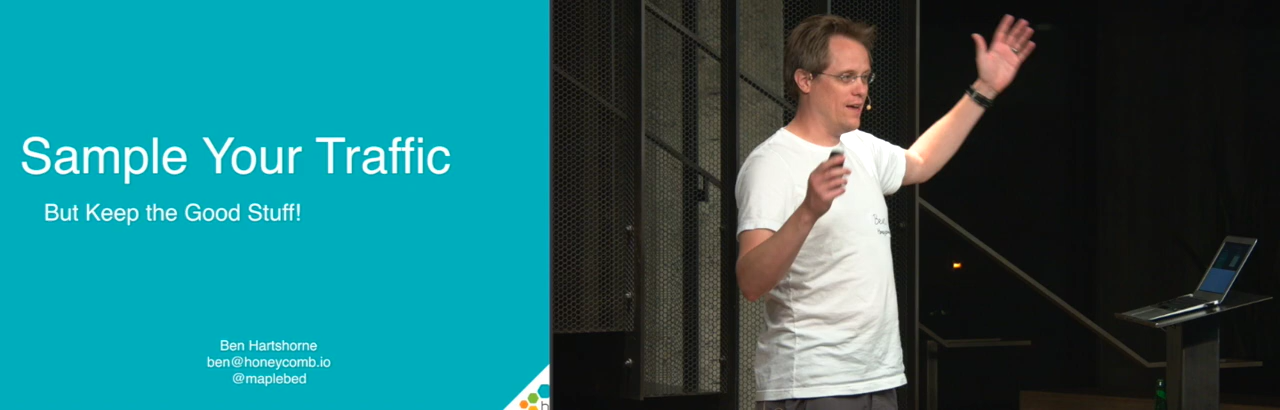 Sample Your Traffic
But Keep the Good Stuff!
Ben Hartshorne
ben@honeycomb.io
@maplebed